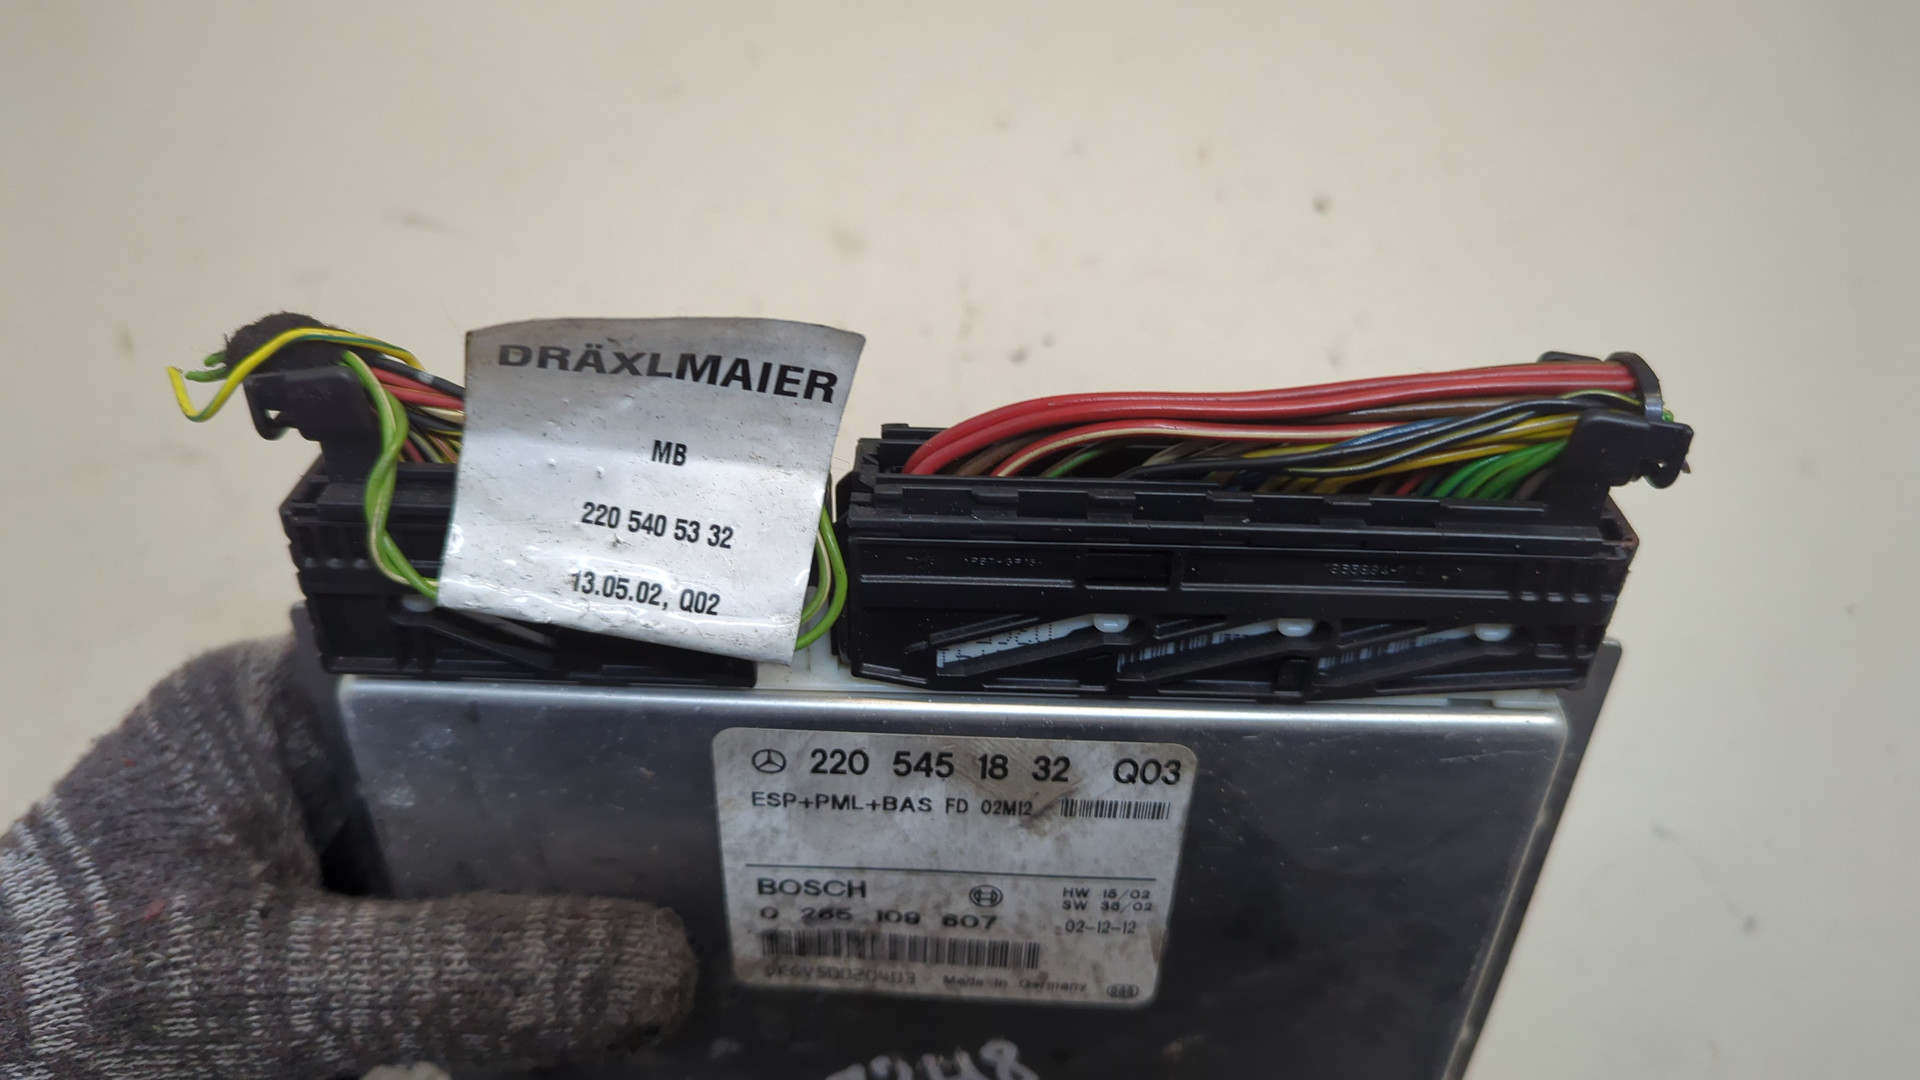 DRÄXLMAIER
MB
220 540 53 32
13.05.02, Q02
220 545 18 32 Q03
ESP+PML+BAS FD 02M12
BOSCH
HW 15/02
SW 36/02
0 265 109 607
02-12-12
Made in Germany